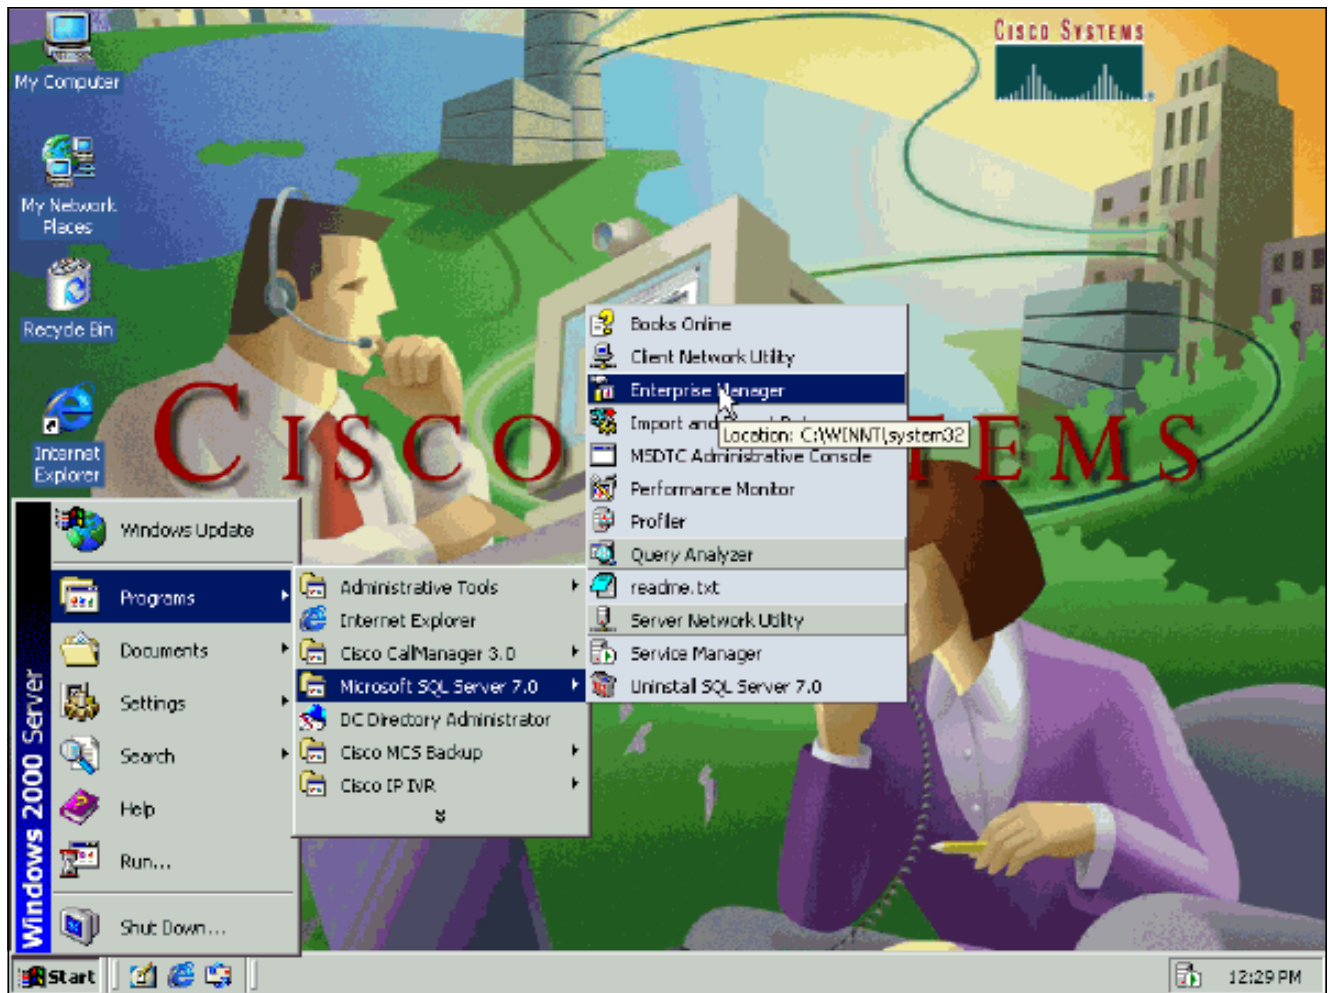 My Computer
My Network
Places
Recycle Bin
Internet
Explorer
CISCO SYSTEMS
CISCO
TEMS
Books Online
Client Network Utility
Enterprise Manager
Import and
Location: C:\WINNT\system32
MSDTC Administrative Console
Performance Monitor
Profiler
Query Analyzer
readme.txt
Server Network Utility
Service Manager
Uninstall SQL Server 7.0
Administrative Tools
Internet Explorer
Cisco CallManager 3.0
Microsoft SQL Server 7.0
DC Directory Administrator
Cisco MCS Backup
Cisco IP IVR
Windows Update
Programs
Documents
Settings
Search
Help
Run...
Shut Down...
Windows 2000 Server
Start
12:29 PM